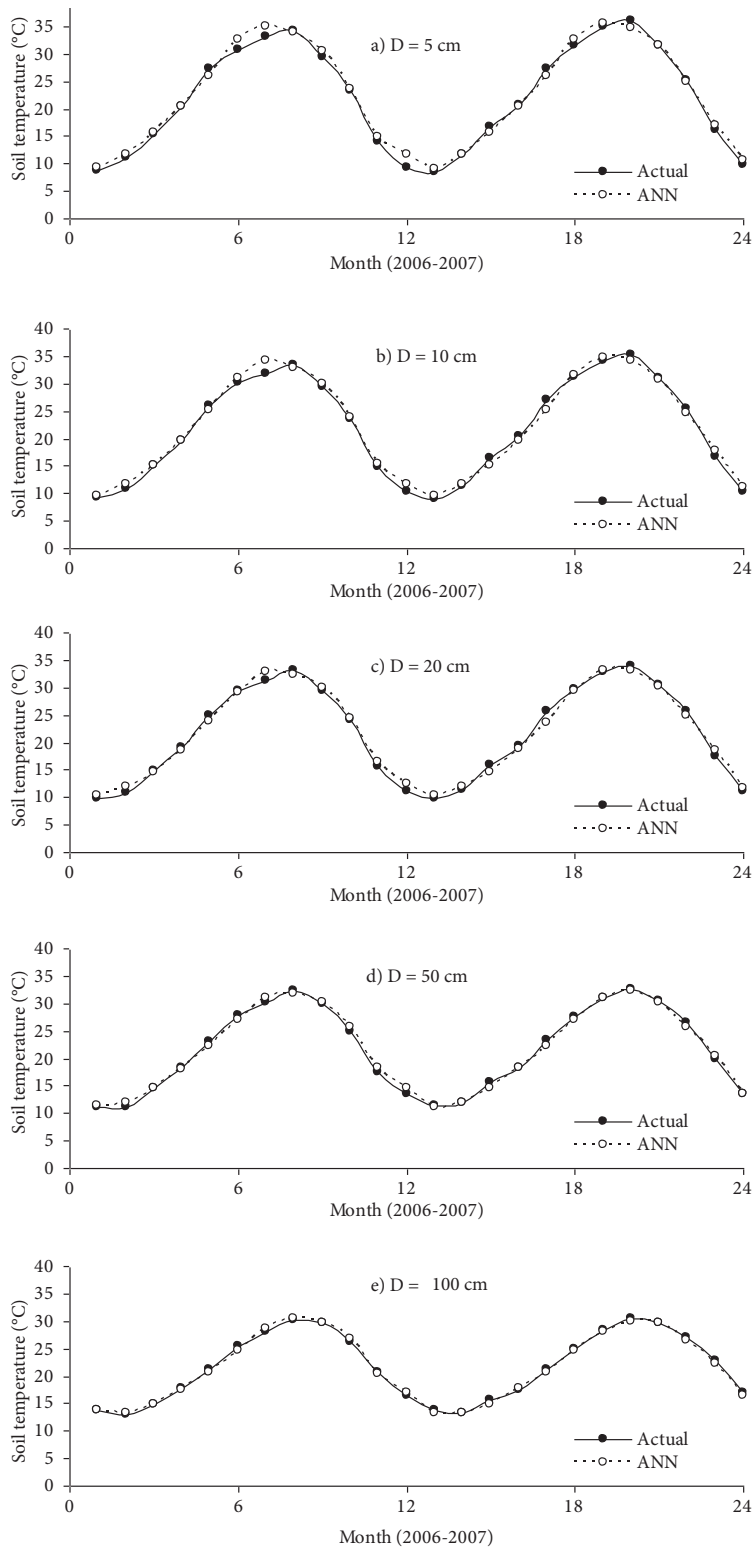 35
30
25
20
15
10
5
0
Soil temperature (°C)
a) D = 5 cm
Actual
ANN
0 6 12 18 24
Month (2006-2007)
40
35
30
25
20
15
10
5
0
Soil temperature (°C)
b) D = 10 cm
Actual
ANN
0 6 12 18 24
Month (2006-2007)
40
35
30
25
20
15
10
5
0
Soil temperature (°C)
c) D = 20 cm
Actual
ANN
0 6 12 18 24
Month (2006-2007)
40
35
30
25
20
15
10
5
0
Soil temperature (°C)
d) D = 50 cm
Actual
ANN
0 6 12 18 24
Month (2006-2007)
40
35
30
25
20
15
10
5
0
Soil temperature (°C)
e) D = 100 cm
Actual
ANN
0 6 12 18 24
Month (2006-2007)